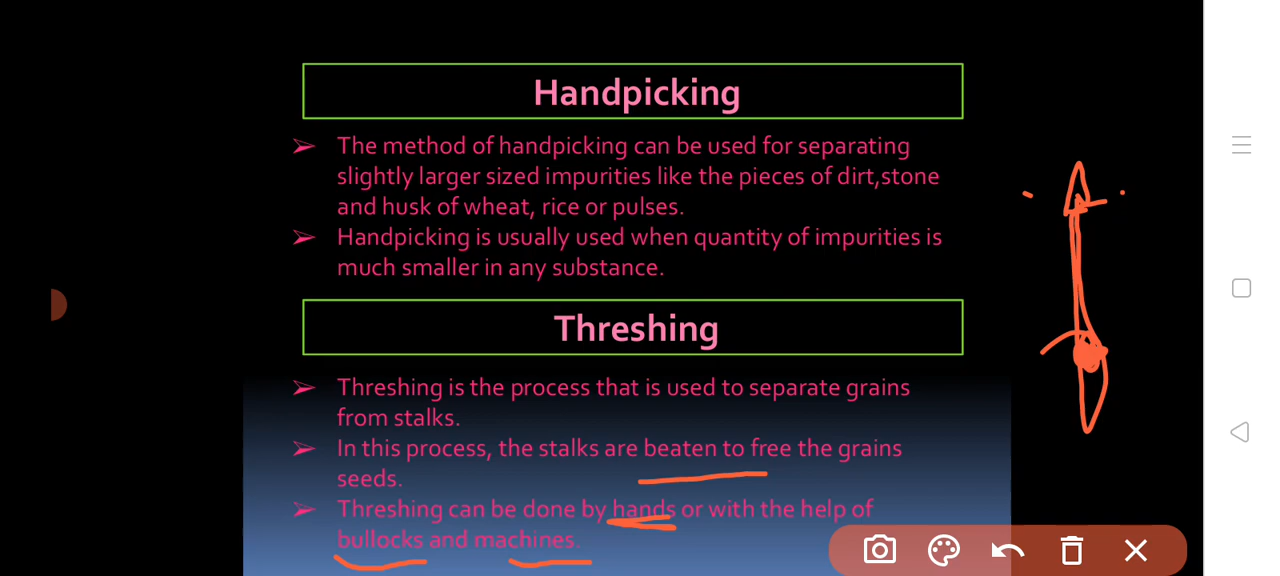 Handpicking
➢ The method of handpicking can be used for separating
slightly larger sized impurities like the pieces of dirt,stone
and husk of wheat, rice or pulses.
➢ Handpicking is usually used when quantity of impurities is
much smaller in any substance.
Threshing
➢ Threshing is the process that is used to separate grains
from stalks.
➢ In this process, the stalks are beaten to free the grains
seeds.
➢ Threshing can be done by hands or with the help of
bullocks and machines.